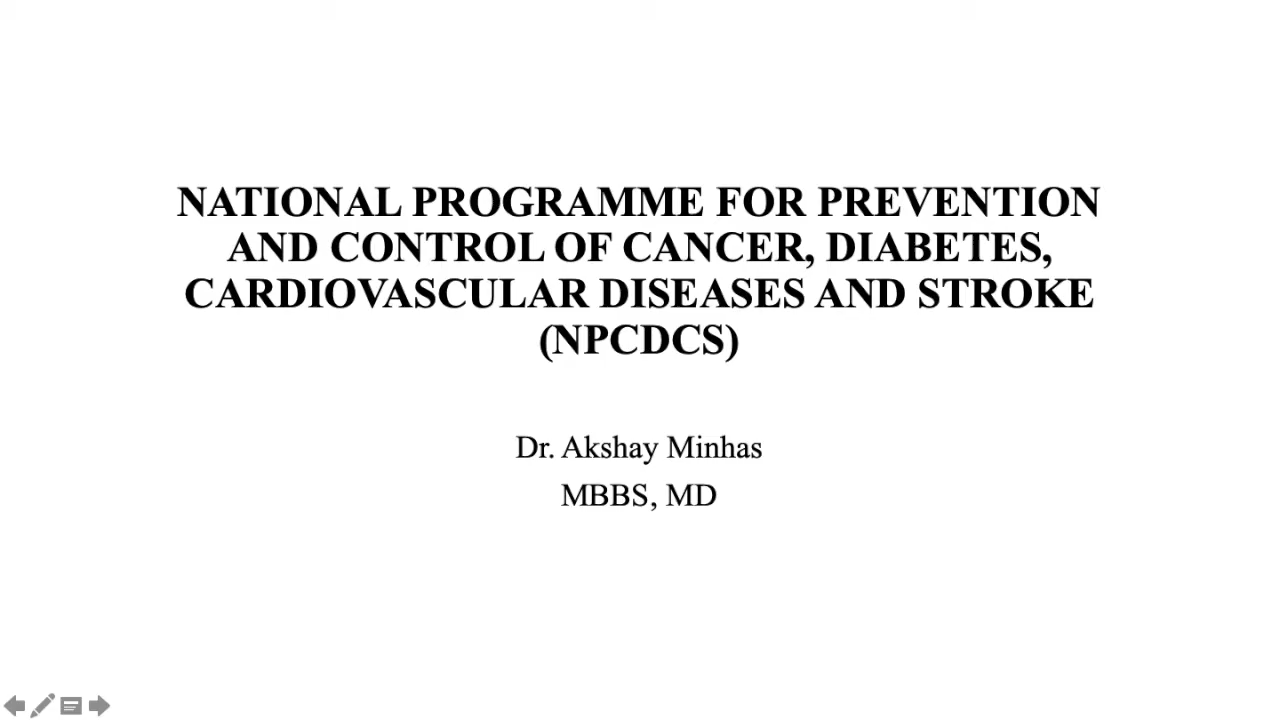 NATIONAL PROGRAMME FOR PREVENTION
AND CONTROL OF CANCER, DIABETES,
CARDIOVASCULAR DISEASES AND STROKE
(NPCDCS)
Dr. Akshay Minhas
MBBS, MD